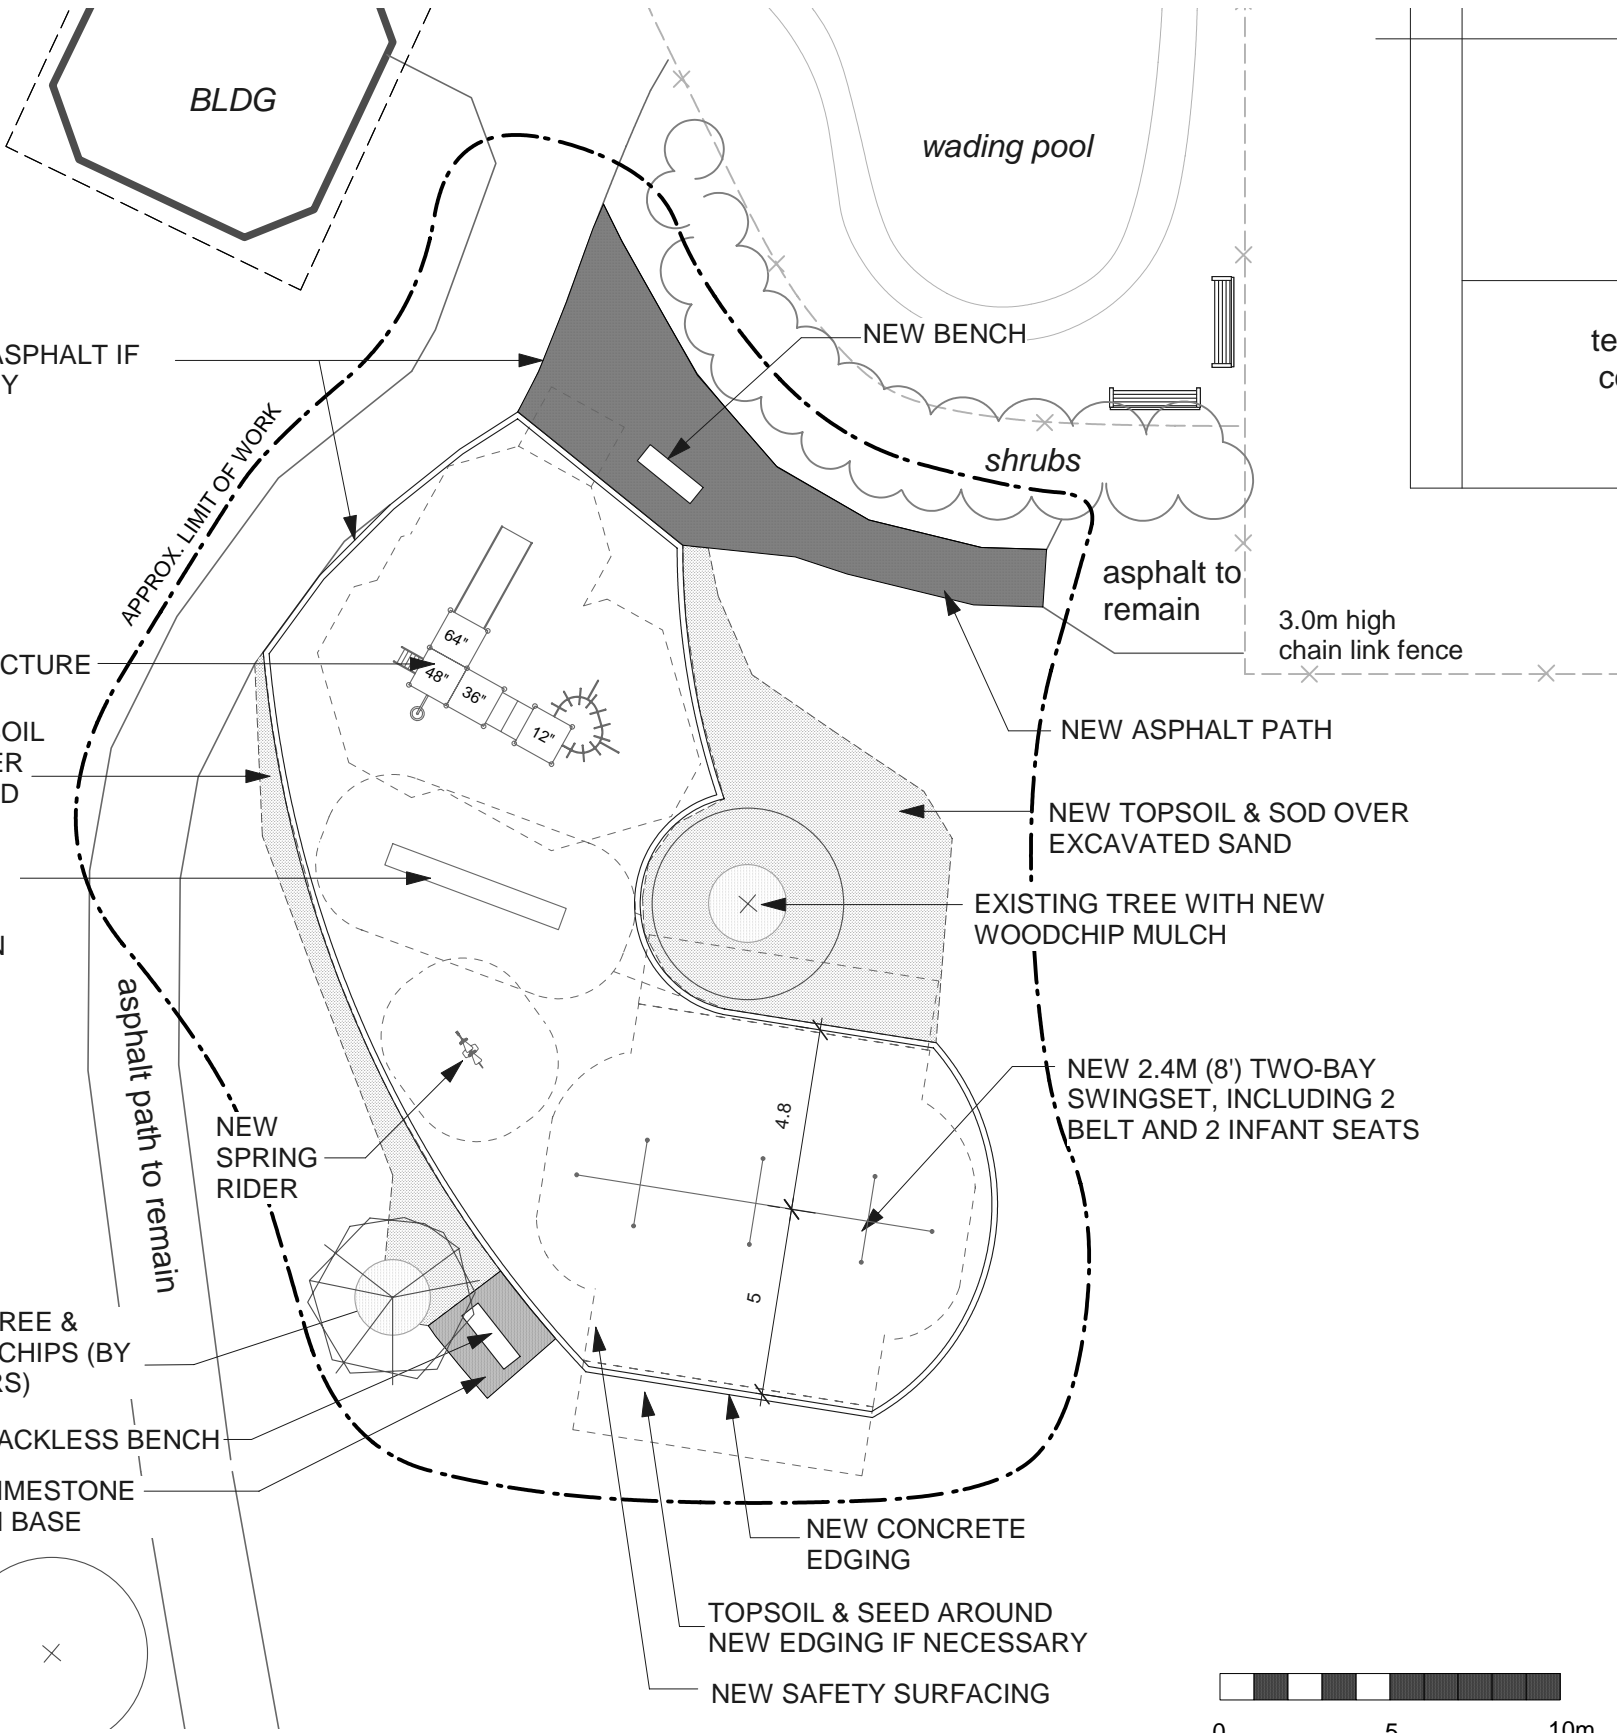 BLDG
wading pool
NEW BENCH
ASPHALT IF
Y
te
co
APPROX. LIMIT OF WORK
shrubs
asphalt to
remain
3.0m high
chain link fence
64"
48"
36"
12"
CTURE
NEW ASPHALT PATH
OIL
ER
D
NEW TOPSOIL & SOD OVER
EXCAVATED SAND
EXISTING TREE WITH NEW
WOODCHIP MULCH
N
asphalt path to remain
NEW 2.4M (8') TWO-BAY
SWINGSET, INCLUDING 2
BELT AND 2 INFANT SEATS
4.8
NEW
SPRING
RIDER
5
REE &
CHIPS (BY
RS)
ACKLESS BENCH
IMESTONE
N BASE
NEW CONCRETE
EDGING
TOPSOIL & SEED AROUND
NEW EDGING IF NECESSARY
NEW SAFETY SURFACING
0 5 10m